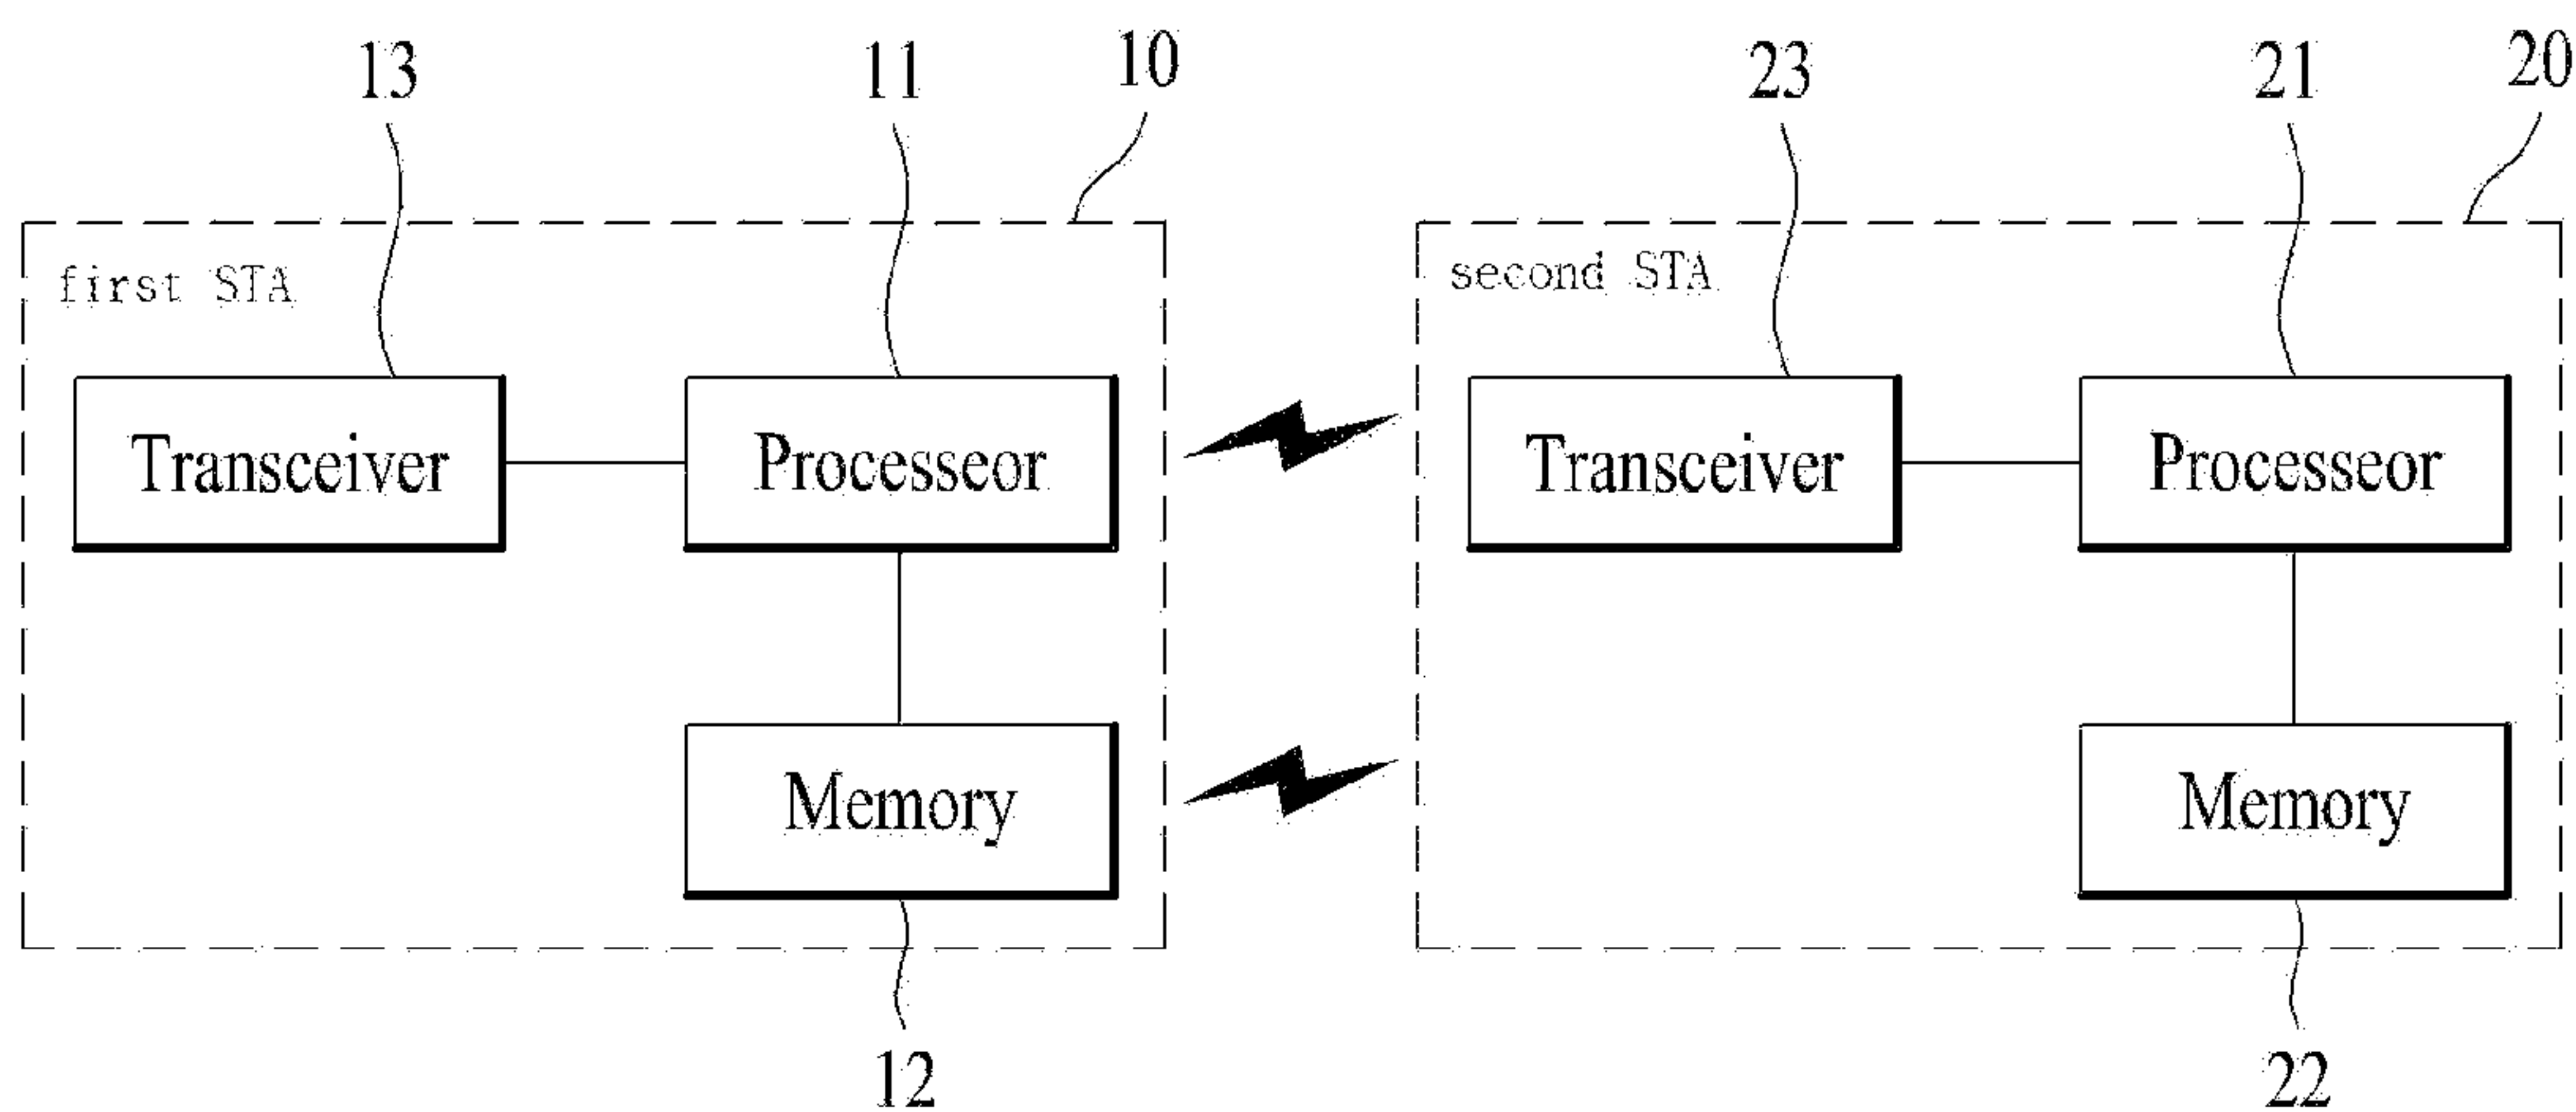 13 11 10 23 21 20
first STA second STA
Transceiver Processeor Transceiver Processeor
Memory Memory
12 22